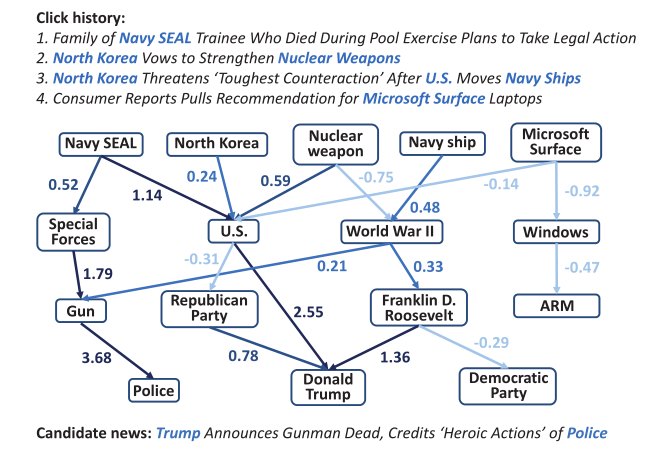 Click history:
1. Family of Navy SEAL Trainee Who Died During Pool Exercise Plans to Take Legal Action
2. North Korea Vows to Strengthen Nuclear Weapons
3. North Korea Threatens ‘Toughest Counteraction’ After U.S. Moves Navy Ships
4. Consumer Reports Pulls Recommendation for Microsoft Surface Laptops
Navy SEAL
North Korea
Nuclear
weapon
Navy ship
Microsoft
Surface
0.52
1.14
0.24
0.59
-0.75
0.48
-0.14
-0.92
Special
Forces
U.S.
World War II
Windows
1.79
-0.31
0.21
0.33
-0.47
Gun
Republican
Party
2.55
Franklin D.
Roosevelt
ARM
3.68
0.78
1.36
-0.29
Police
Donald
Trump
Democratic
Party
Candidate news: Trump Announces Gunman Dead, Credits ‘Heroic Actions’ of Police